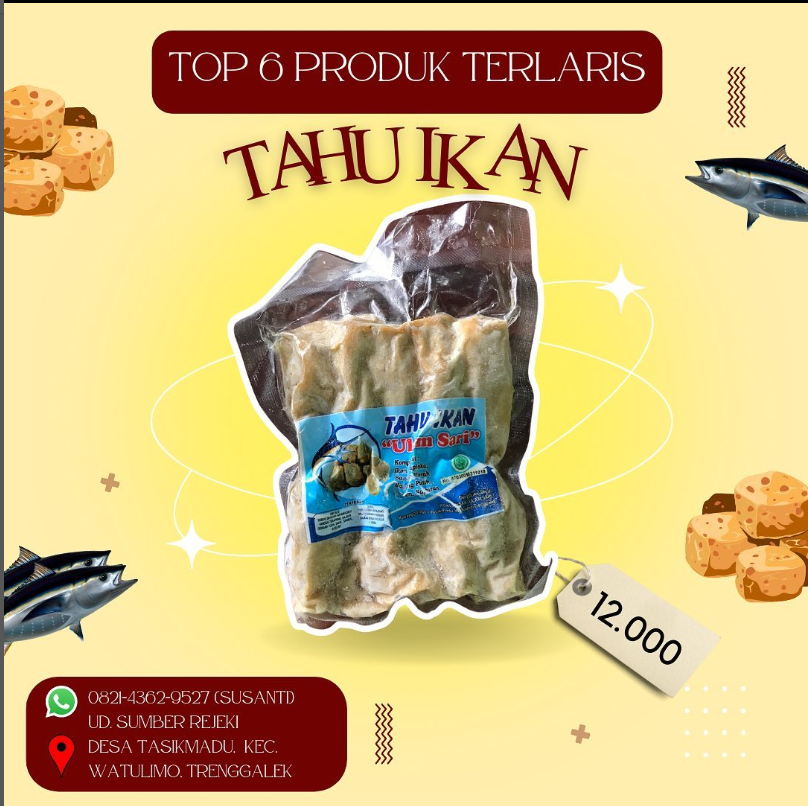 TOP 6 PRODUK TERLARIS
TAHU IKAN
TAHU IKAN
"Ulam Sari"
12.000
0821-4362-9527 (SUSANTI)
UD. SUMBER REJEKI
DESA TASIKMADU, KEC.
WATULIMO, TRENGGALEK